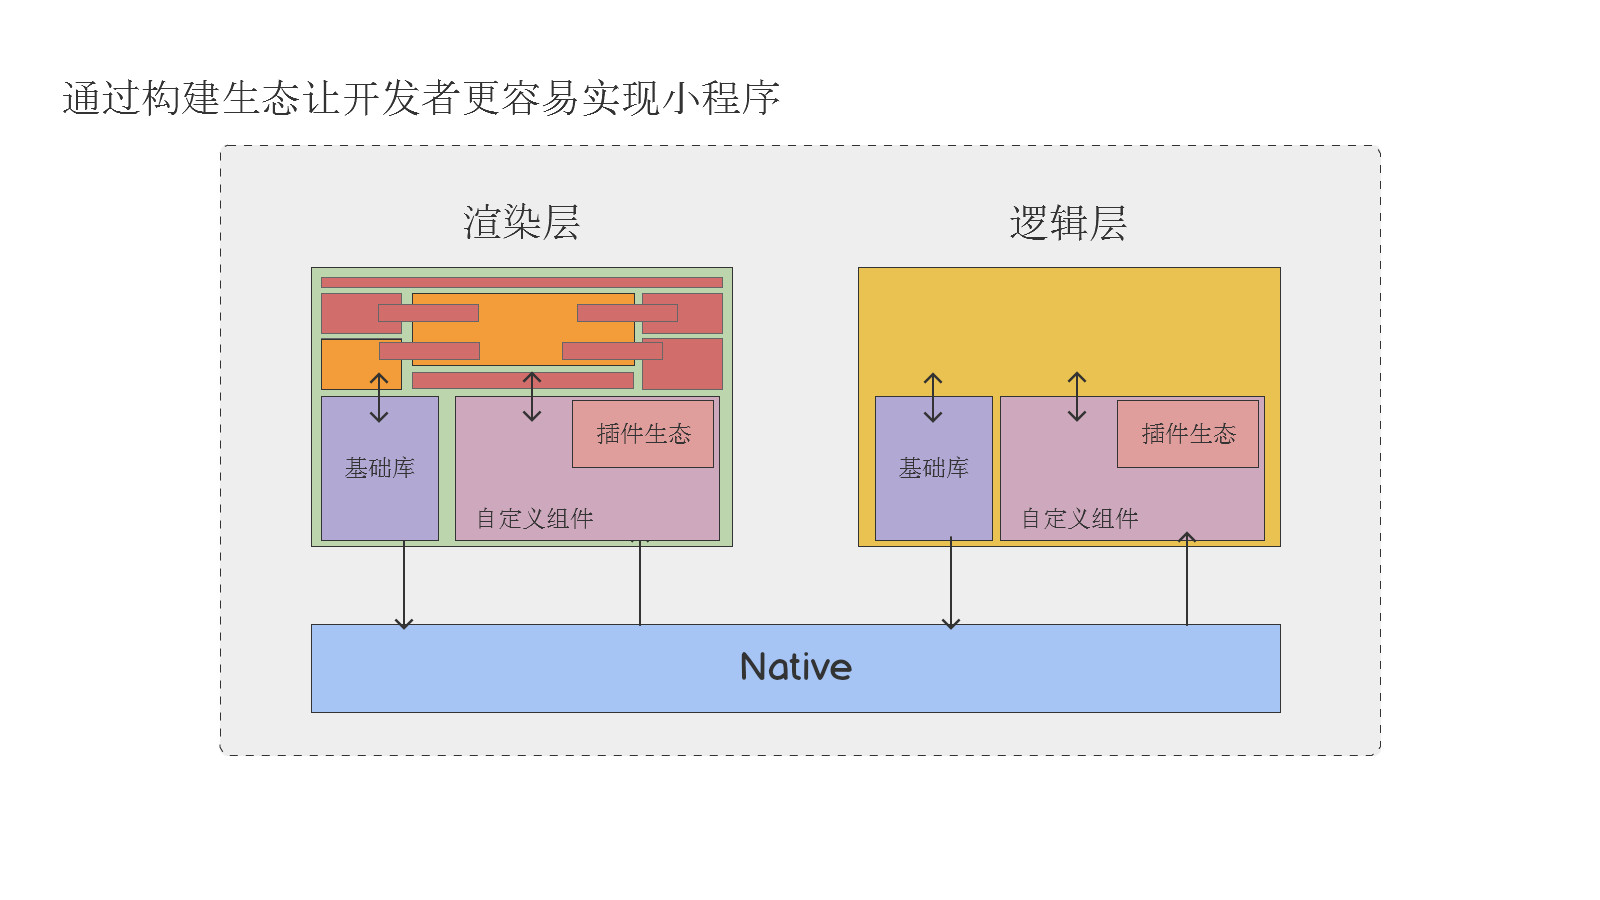 通过构建生态让开发者更容易实现小程序
渲染层
逻辑层
插件生态
基础库
自定义组件
插件生态
基础库
自定义组件
Native